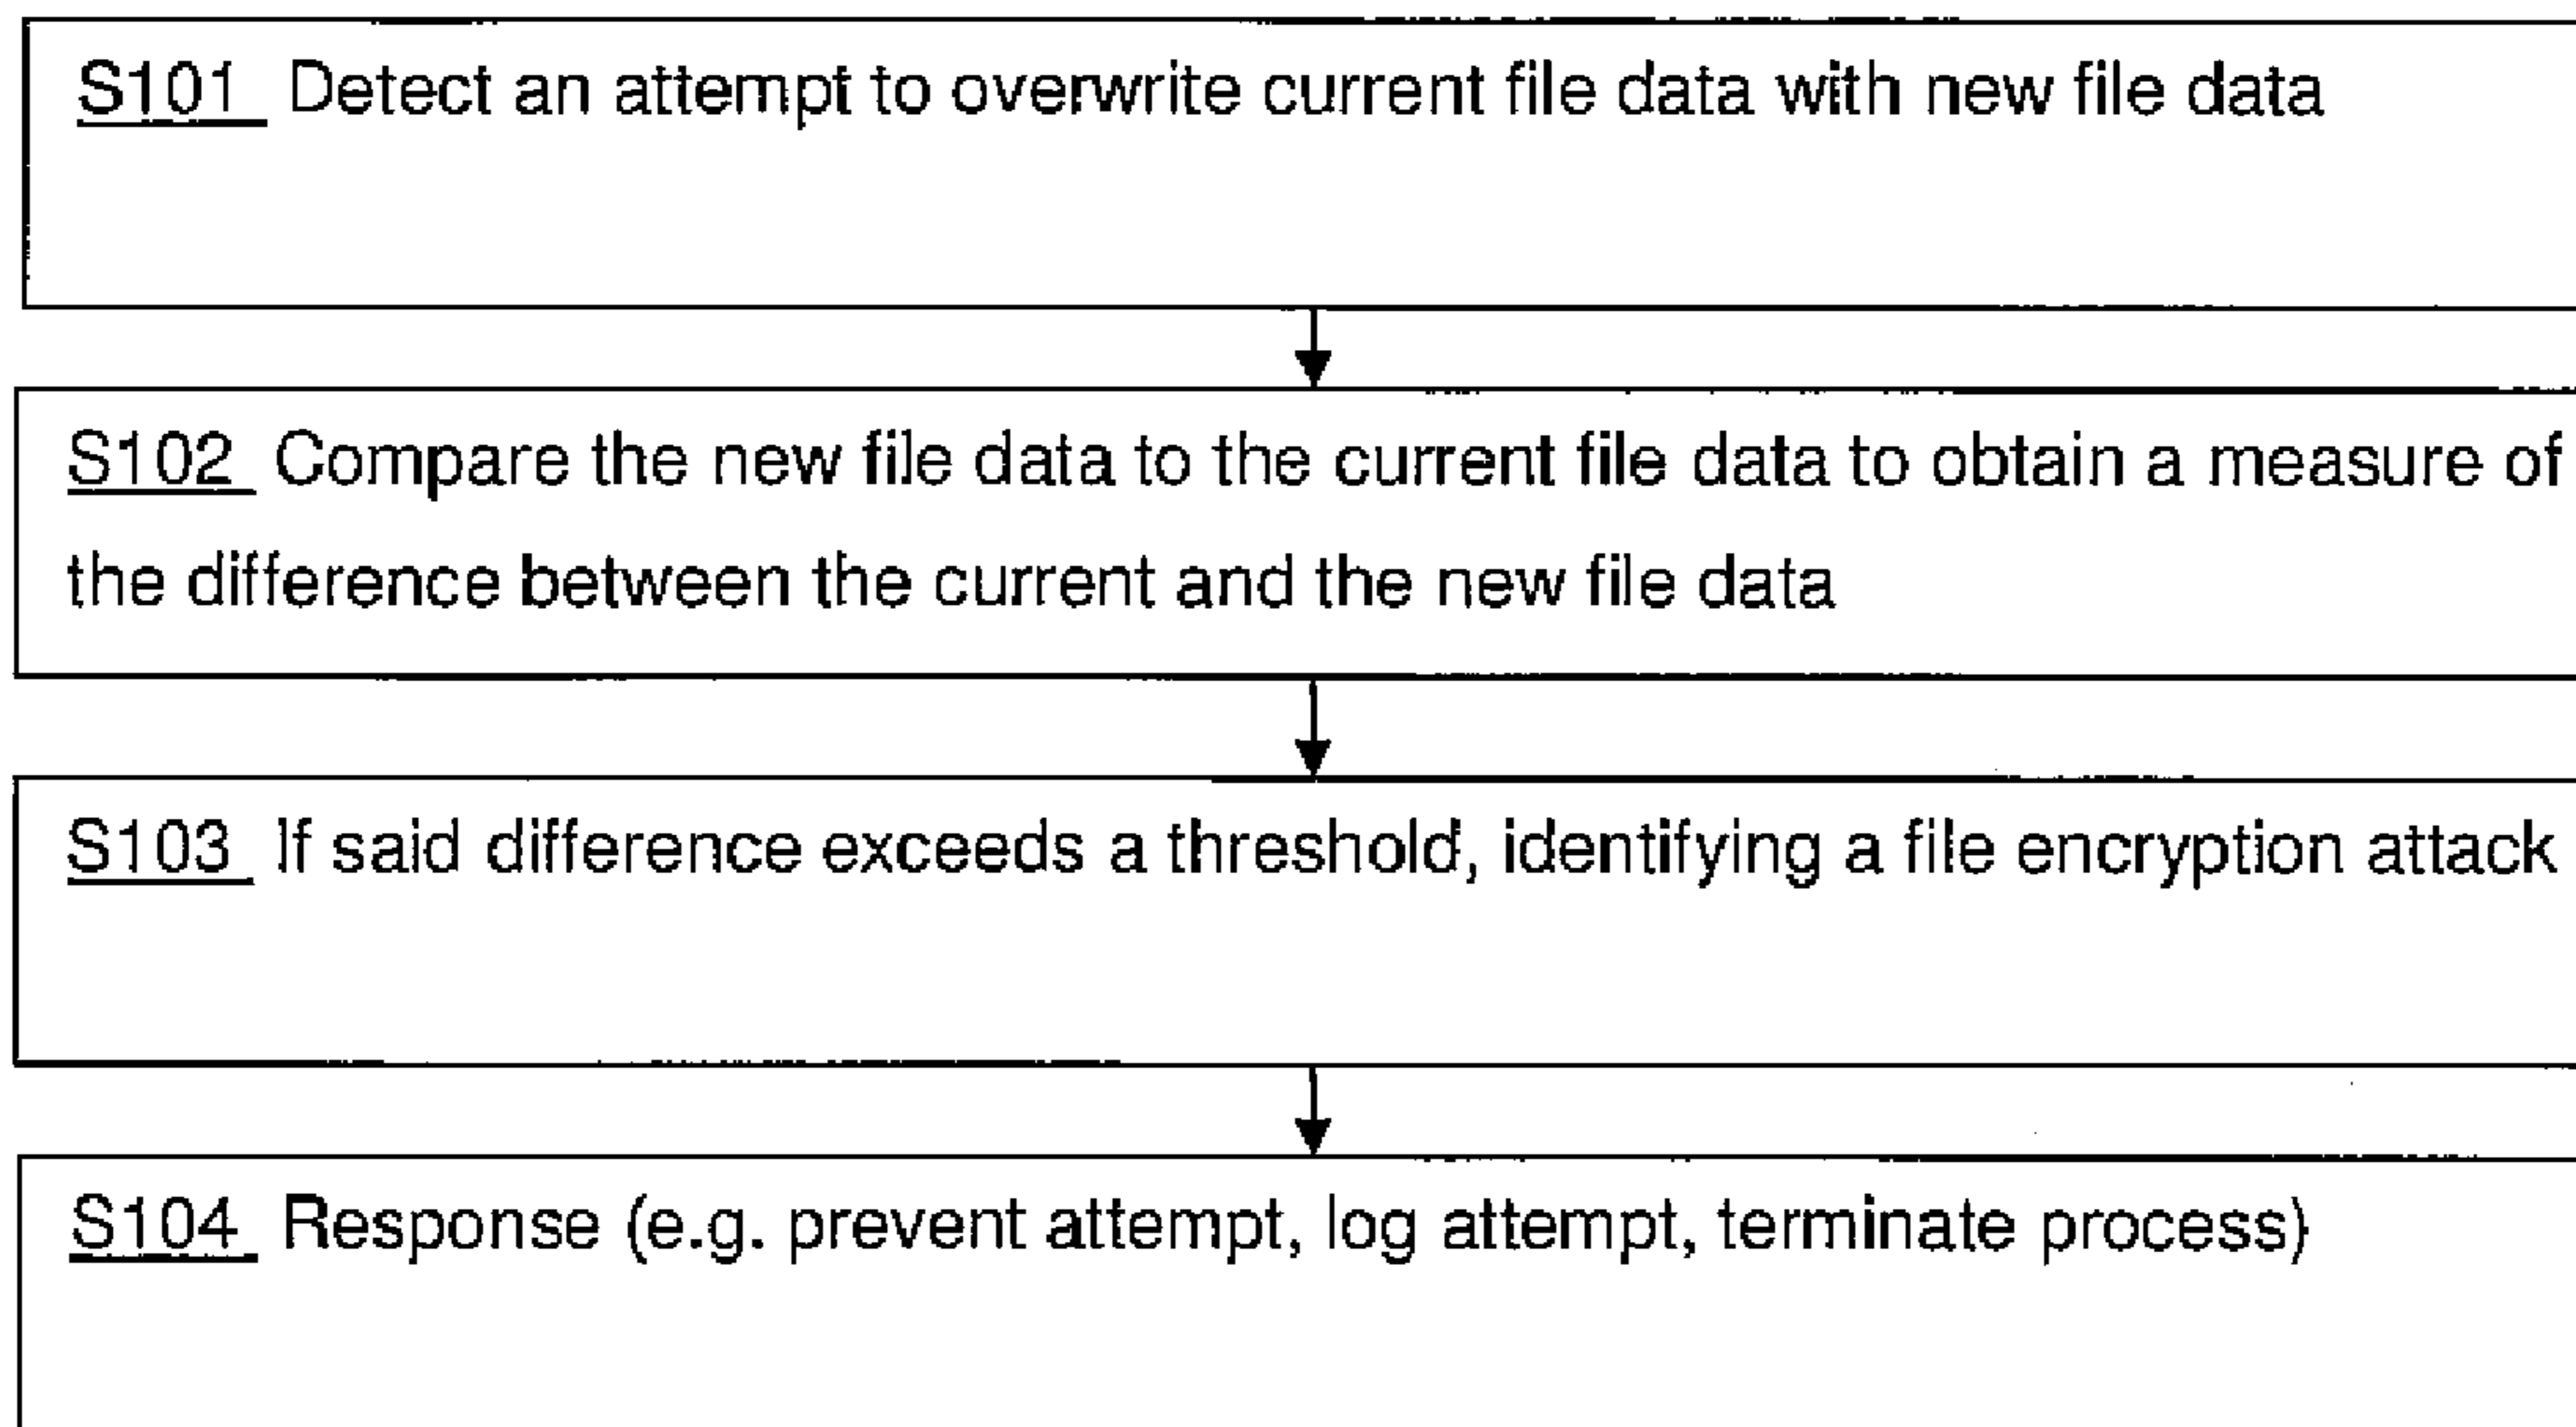 S101 Detect an attempt to overwrite current file data with new file data
S102 Compare the new file data to the current file data to obtain a measure of
the difference between the current and the new file data
S103 If said difference exceeds a threshold, identifying a file encryption attack
S104 Response (e.g. prevent attempt, log attempt, terminate process)